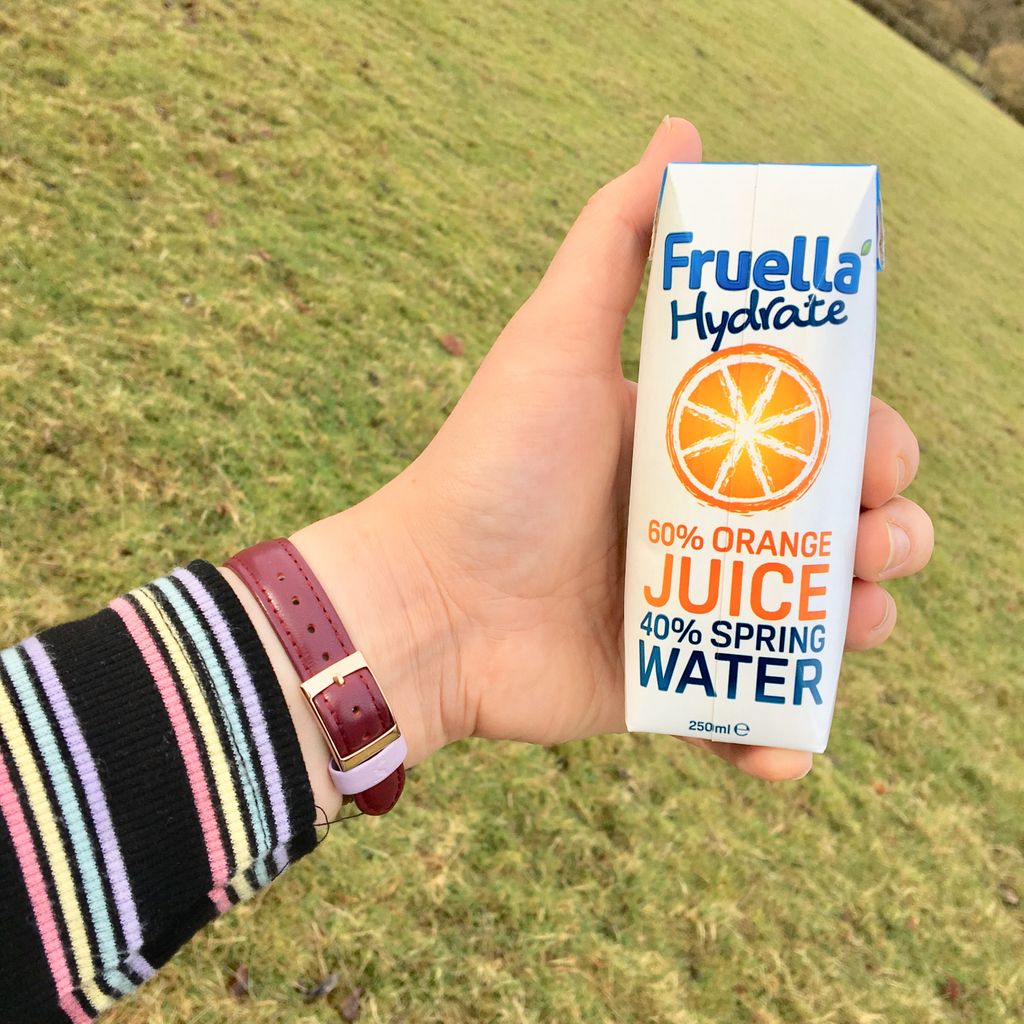 Fruella
Hydrate
60% ORANGE
JUICE
40% SPRING
WATER
250ml ℮